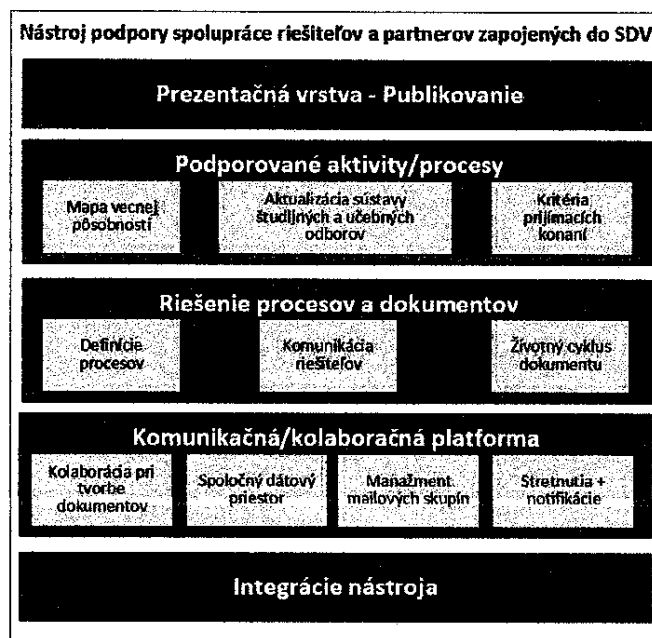 Nástroj podpory spolupráce riešiteľov a partnerov zapojených do SDV
Prezentačná vrstva - Publikovanie
Podporované aktivity/procesy
Mapa vecnej
pôsobností
Aktualizácia sústavy
študijných a učebných
odborov
Kritéria
prijímacích
konaní
Riešenie procesov a dokumentov
Definície
procesov
Komunikácia
riešiteľov
Životný cyklus
dokumentu
Komunikačná/kolaboračná platforma
Kolaborácia pri
tvorbe
dokumentov
Spoločný dátový
priestor
Manažment
mailových skupín
Stretnutia +
notifikácie
Integrácie nástroja